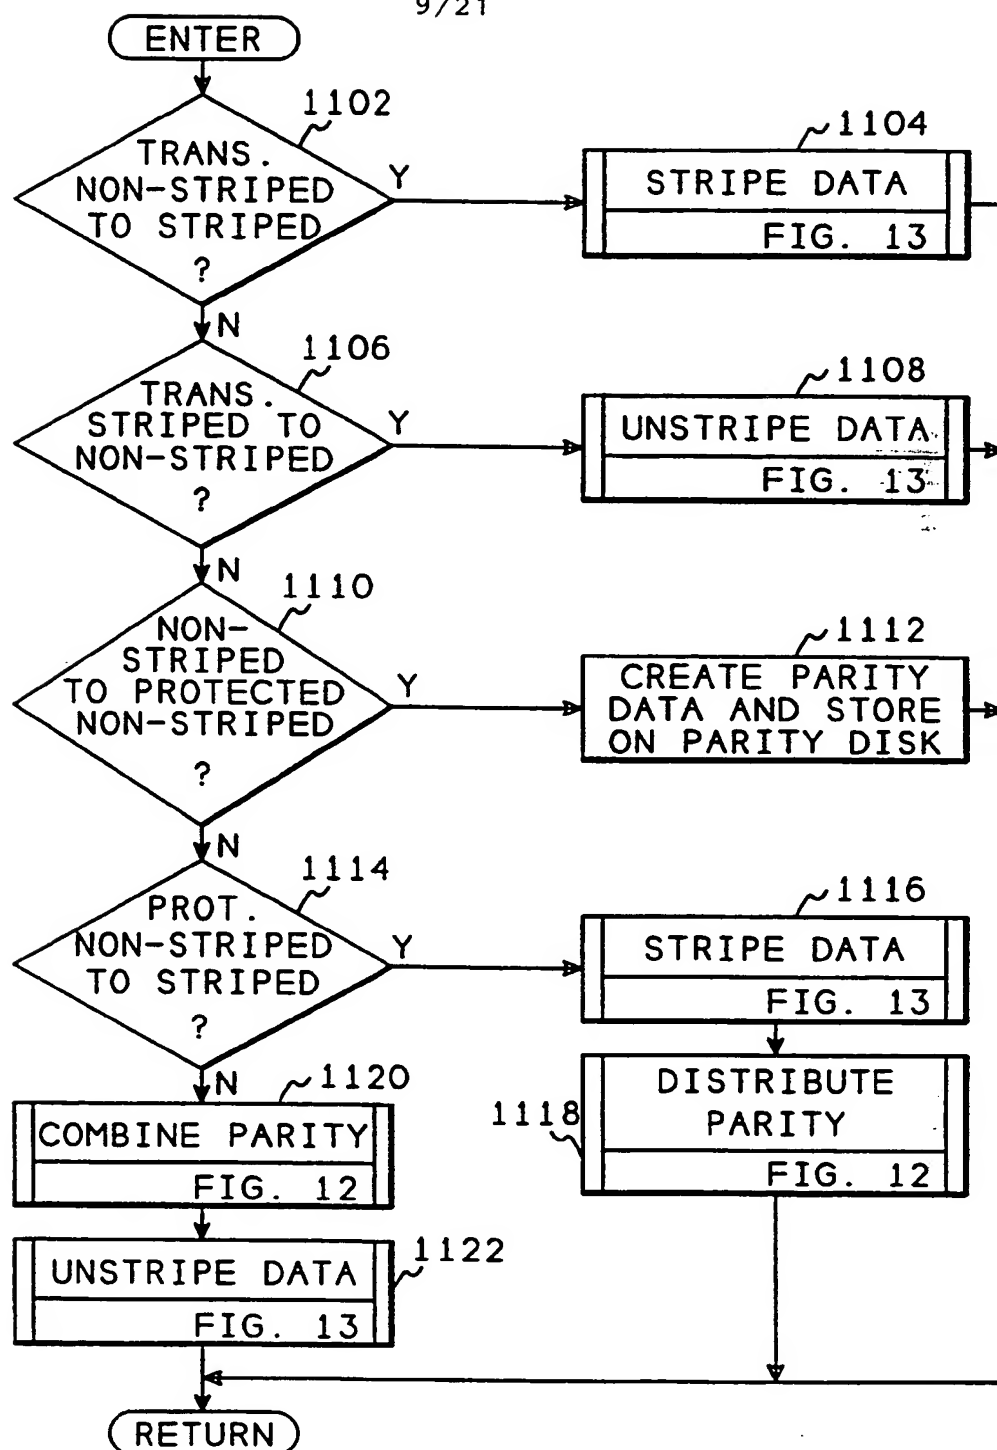 9/21
ENTER
1102
TRANS.
NON-STRIPED
TO STRIPED
?
Y
1104
STRIPE DATA
FIG. 13
N
1106
TRANS.
STRIPED TO
NON-STRIPED
?
Y
1108
UNSTRIPE DATA
FIG. 13
N
1110
NON-
STRIPED
TO PROTECTED
NON-STRIPED
?
Y
1112
CREATE PARITY
DATA AND STORE
ON PARITY DISK
N
1114
PROT.
NON-STRIPED
TO STRIPED
?
Y
1116
STRIPE DATA
FIG. 13
1118
DISTRIBUTE
PARITY
FIG. 12
N
1120
COMBINE PARITY
FIG. 12
1122
UNSTRIPE DATA
FIG. 13
RETURN